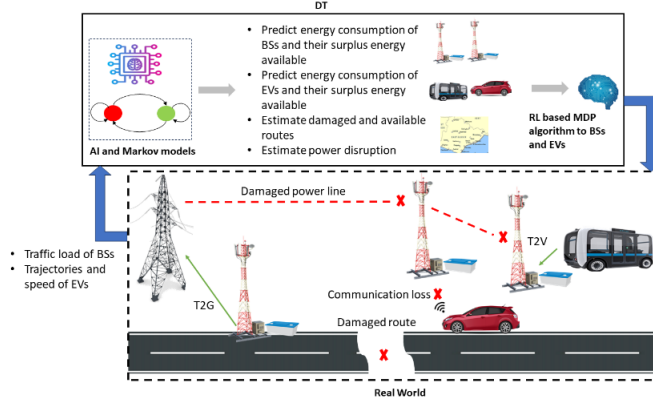 DT
• Predict energy consumption of
BSs and their surplus energy
available
• Predict energy consumption of
EVs and their surplus energy
available
• Estimate damaged and available
routes
• Estimate power disruption
AI and Markov models
RL based MDP
algorithm to BSs
and EVs
• Traffic load of BSs
• Trajectories and
speed of EVs
Damaged power line
T2G
T2V
Communication loss
Damaged route
Real World